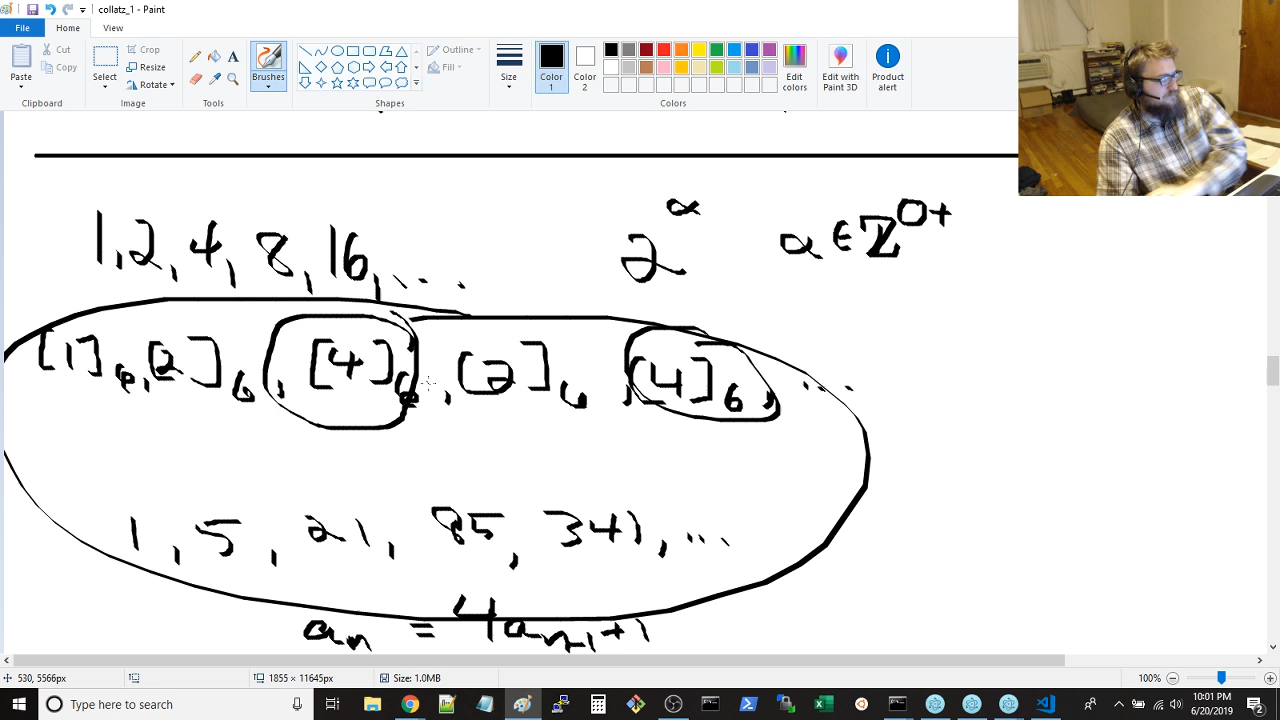 collatz_1 - Paint
File Home View
Cut Crop Outline
Copy Resize Fill
Paste Select Rotate Brushes Size Color 1 Color 2 Edit colors Edit with Paint 3D Product alert
Clipboard Image Tools Shapes Colors
1, 2, 4, 8, 16, ... 2^α α ∈ ℤ^0+
[1]₆, [2]₆, [4]₆, [2]₆, [4]₆, ...
1, 5, 21, 85, 341, ...
aₙ = 4aₙ₋₁+1
530, 5566px 1855 × 11645px Size: 1.0MB 100%
Type here to search
10:01 PM
6/20/2019